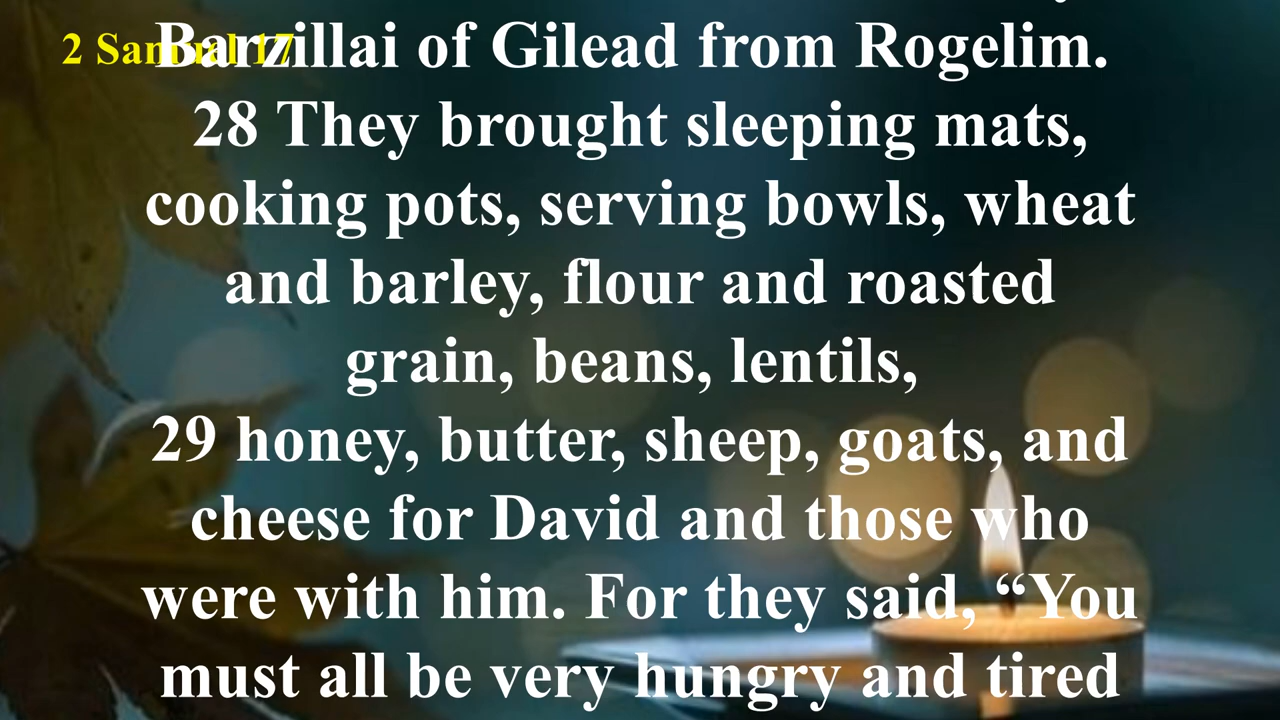 2 Samuel 17
Barzillai of Gilead from Rogelim.
28 They brought sleeping mats,
cooking pots, serving bowls, wheat
and barley, flour and roasted
grain, beans, lentils,
29 honey, butter, sheep, goats, and
cheese for David and those who
were with him. For they said, “You
must all be very hungry and tired